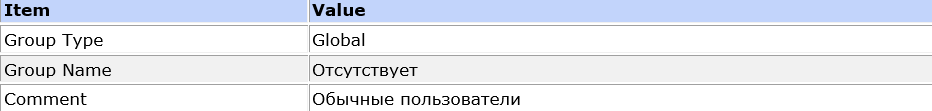 Item Value
Group Type Global
Group Name Отсутствует
Comment Обычные пользователи